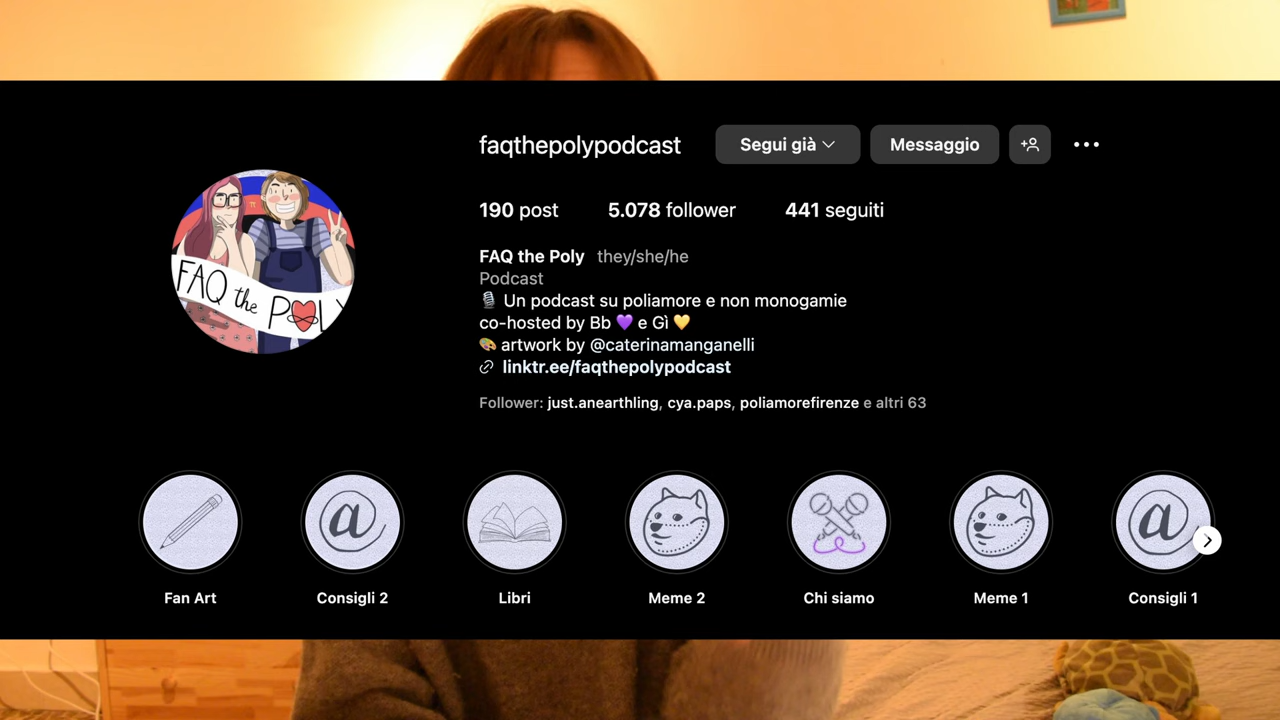 faqthepolypodcast Segui già Messaggio
190 post 5.078 follower 441 seguiti
FAQ the Poly they/she/he
Podcast
🎙️ Un podcast su poliamore e non monogamie
co-hosted by Bb 💜 e Gì 💛
🎨 artwork by @caterinamanganelli
linktr.ee/faqthepolypodcast
Follower: just.anearthling, cya.paps, poliamorefirenze e altri 63
FAQ the POLY
Fan Art Consigli 2 Libri Meme 2 Chi siamo Meme 1 Consigli 1